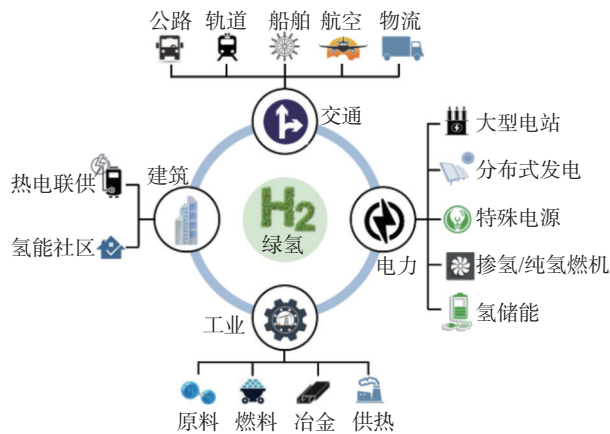 公路 轨道 船舶 航空 物流
交通
大型电站
分布式发电
特殊电源
掺氢/纯氢燃机
氢储能
电力
建筑
热电联供
氢能社区
H2
绿氢
工业
原料 燃料 冶金 供热